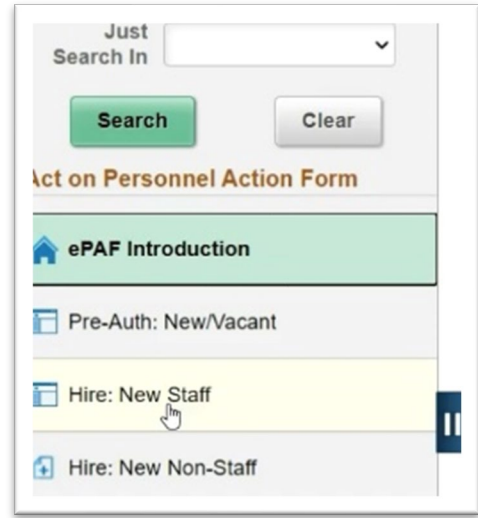 Just
Search In
Search Clear
Act on Personnel Action Form
ePAF Introduction
Pre-Auth: New/Vacant
Hire: New Staff
Hire: New Non-Staff